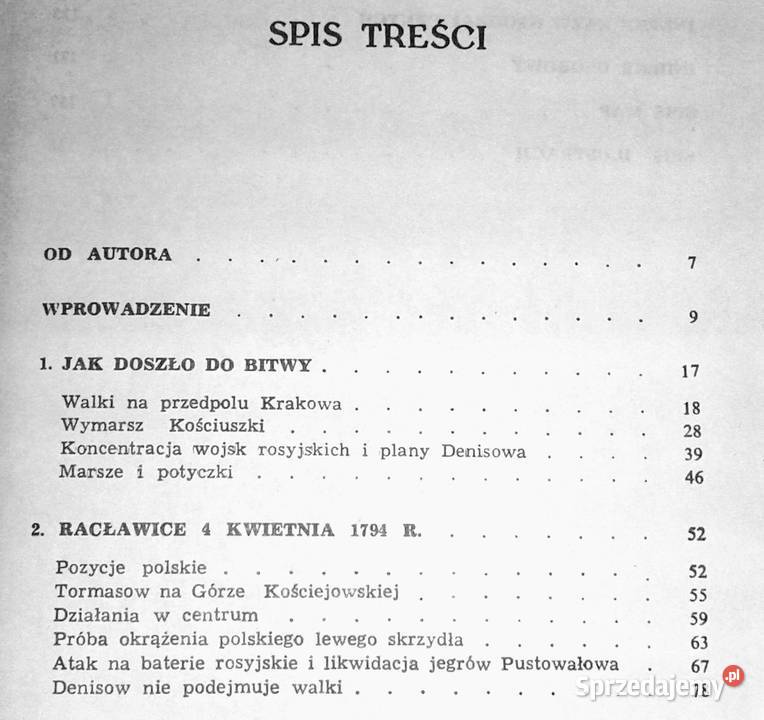 SPIS TREŚCI
OD AUTORA . . . . . . . . . . . . . . 7
WPROWADZENIE . . . . . . . . . . . . . 9
1. JAK DOSZŁO DO BITWY . . . . . . . . . . 17
Walki na przedpolu Krakowa . . . . . . . . . 18
Wymarsz Kościuszki . . . . . . . . . . . 28
Koncentracja wojsk rosyjskich i plany Denisowa . . . . 39
Marsze i potyczki . . . . . . . . . . . . 46
2. RACŁAWICE 4 KWIETNIA 1794 R. . . . . . . . 52
Pozycje polskie . . . . . . . . . . . . . 52
Tormasow na Górze Kościejowskiej . . . . . . . 55
Działania w centrum . . . . . . . . . . . 59
Próba okrążenia polskiego lewego skrzydła . . . . . 63
Atak na baterie rosyjskie i likwidacja jegrów Pustowałowa . 67
Denisow nie podejmuje walki . . . . . . . . 78
Sprzedajemy.pl